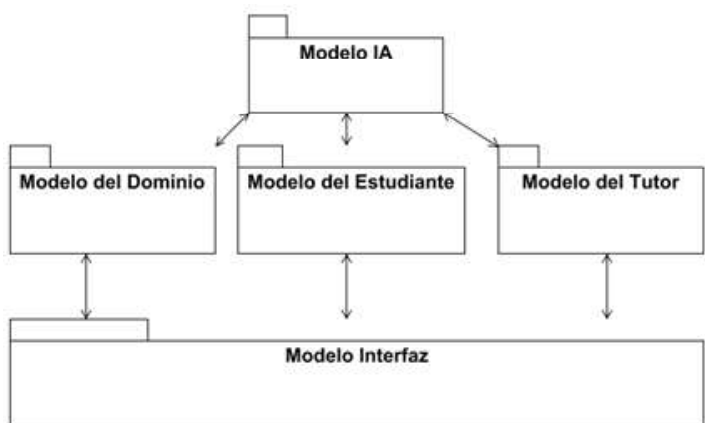 Modelo IA
Modelo del Dominio
Modelo del Estudiante
Modelo del Tutor
Modelo Interfaz